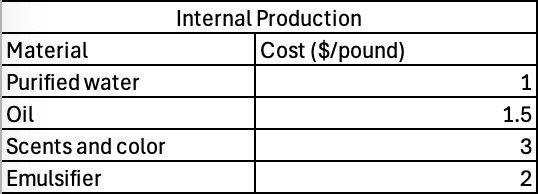 Internal Production
Material Cost ($/pound)
Purified water 1
Oil 1.5
Scents and color 3
Emulsifier 2